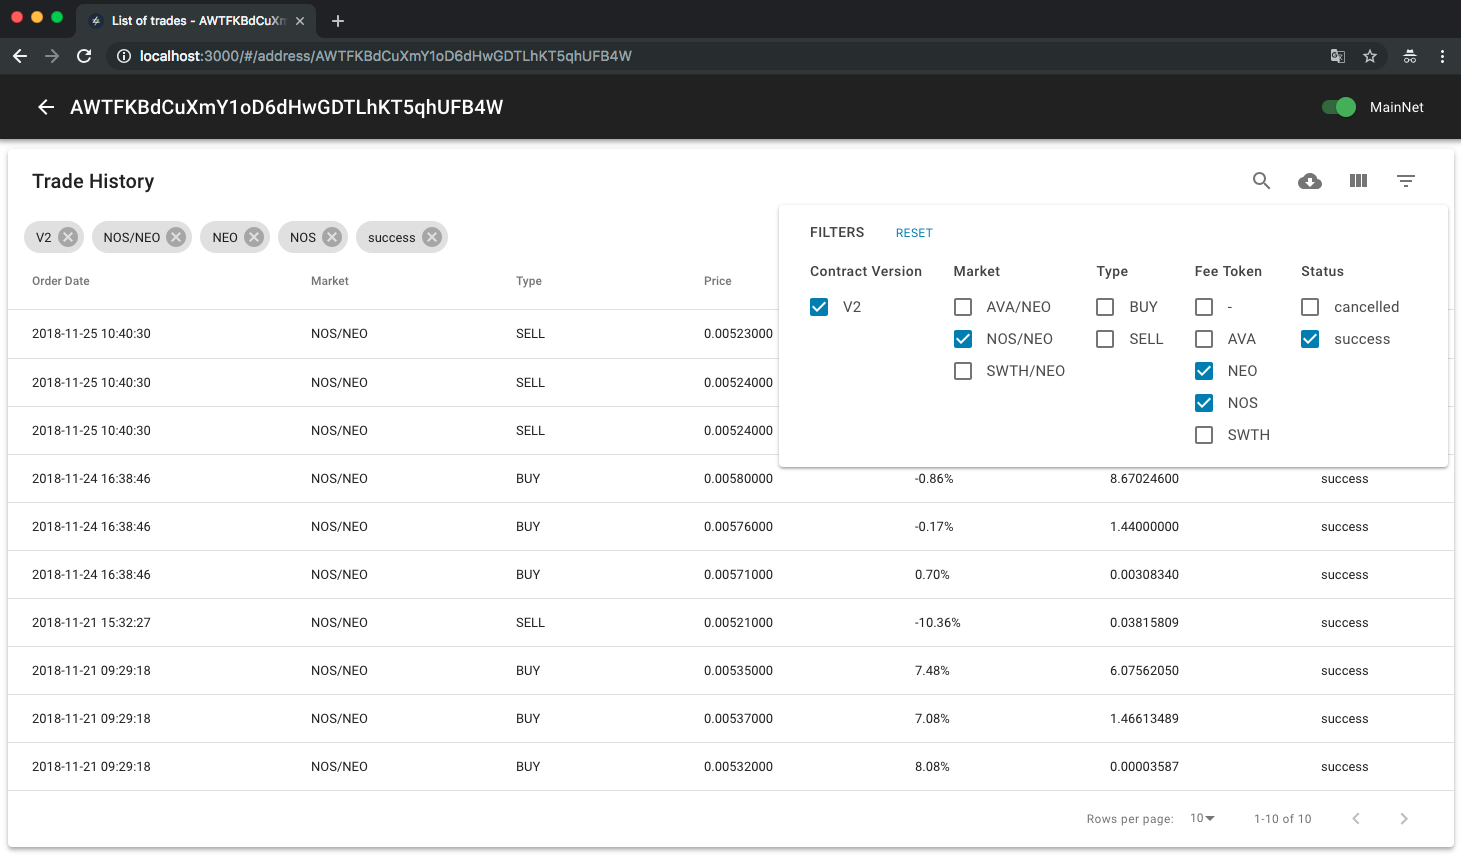 List of trades - AWTFKBdCuXm
localhost:3000/#/address/AWTFKBdCuXmY1oD6dHwGDTLhKT5qhUFB4W
AWTFKBdCuXmY1oD6dHwGDTLhKT5qhUFB4W MainNet
Trade History
V2 NOS/NEO NEO NOS success
FILTERS RESET
Contract Version Market Type Fee Token Status
V2 AVA/NEO BUY - cancelled
NOS/NEO SELL AVA success
SWTH/NEO NEO
NOS
SWTH
Order Date Market Type Price
2018-11-25 10:40:30 NOS/NEO SELL 0.00523000
2018-11-25 10:40:30 NOS/NEO SELL 0.00524000
2018-11-25 10:40:30 NOS/NEO SELL 0.00524000
2018-11-24 16:38:46 NOS/NEO BUY 0.00580000 -0.86% 8.67024600 success
2018-11-24 16:38:46 NOS/NEO BUY 0.00576000 -0.17% 1.44000000 success
2018-11-24 16:38:46 NOS/NEO BUY 0.00571000 0.70% 0.00308340 success
2018-11-21 15:32:27 NOS/NEO SELL 0.00521000 -10.36% 0.03815809 success
2018-11-21 09:29:18 NOS/NEO BUY 0.00535000 7.48% 6.07562050 success
2018-11-21 09:29:18 NOS/NEO BUY 0.00537000 7.08% 1.46613489 success
2018-11-21 09:29:18 NOS/NEO BUY 0.00532000 8.08% 0.00003587 success
Rows per page: 10 1-10 of 10